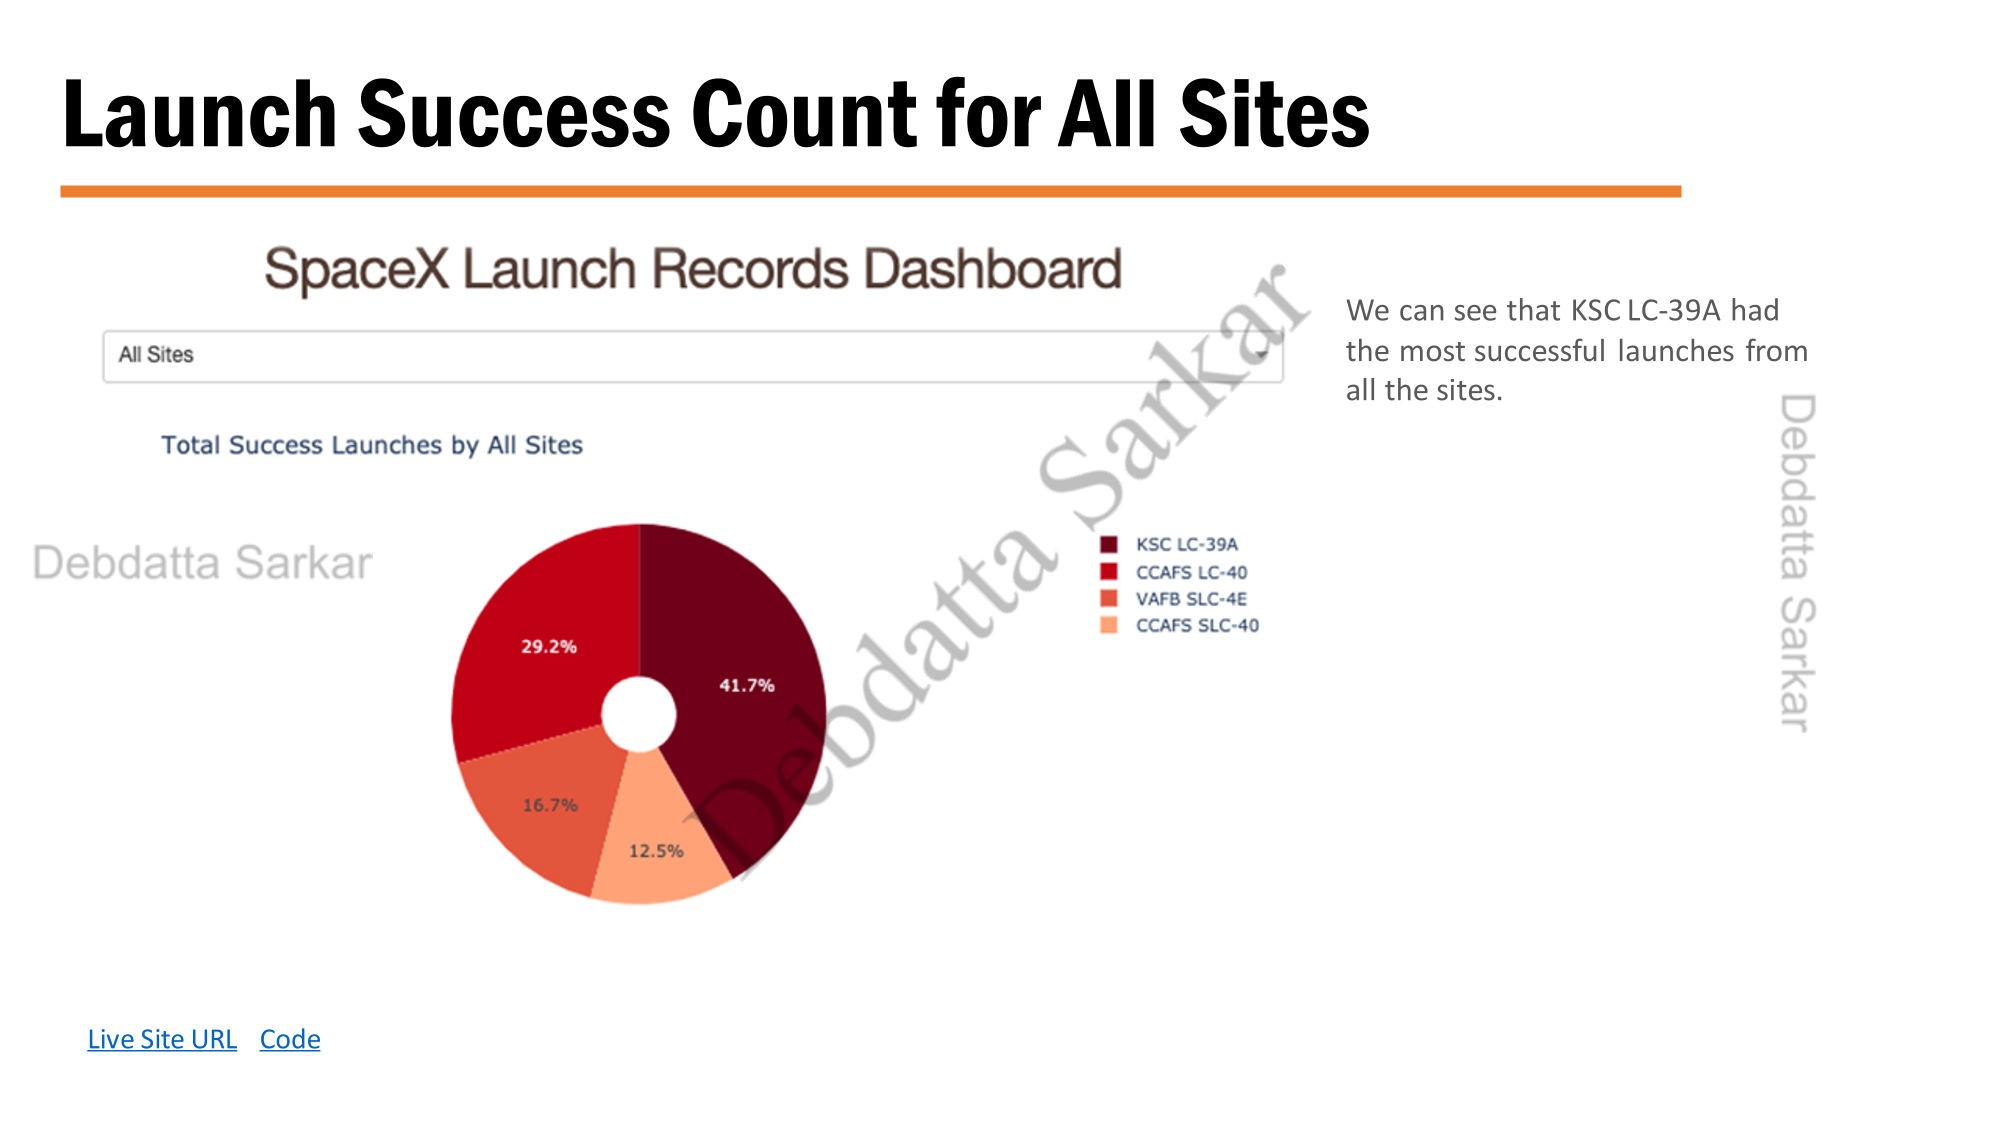 Launch Success Count for All Sites
SpaceX Launch Records Dashboard
All Sites
We can see that KSC LC-39A had
the most successful launches from
all the sites.
Total Success Launches by All Sites
Debdatta Sarkar
Debdatta Sarkar
Debdatta Sarkar
KSC LC-39A
CCAFS LC-40
VAFB SLC-4E
CCAFS SLC-40
29.2%
41.7%
16.7%
12.5%
Live Site URL Code